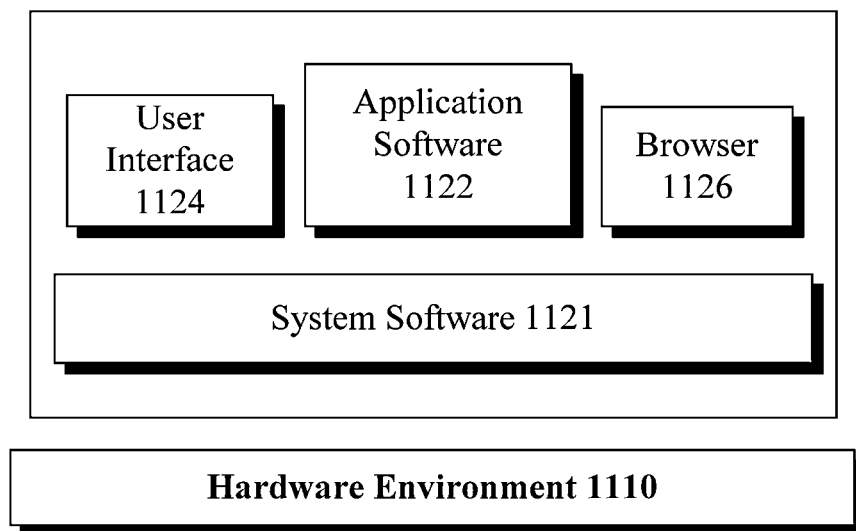 User
Interface
1124
Application
Software
1122
Browser
1126
System Software 1121
Hardware Environment 1110